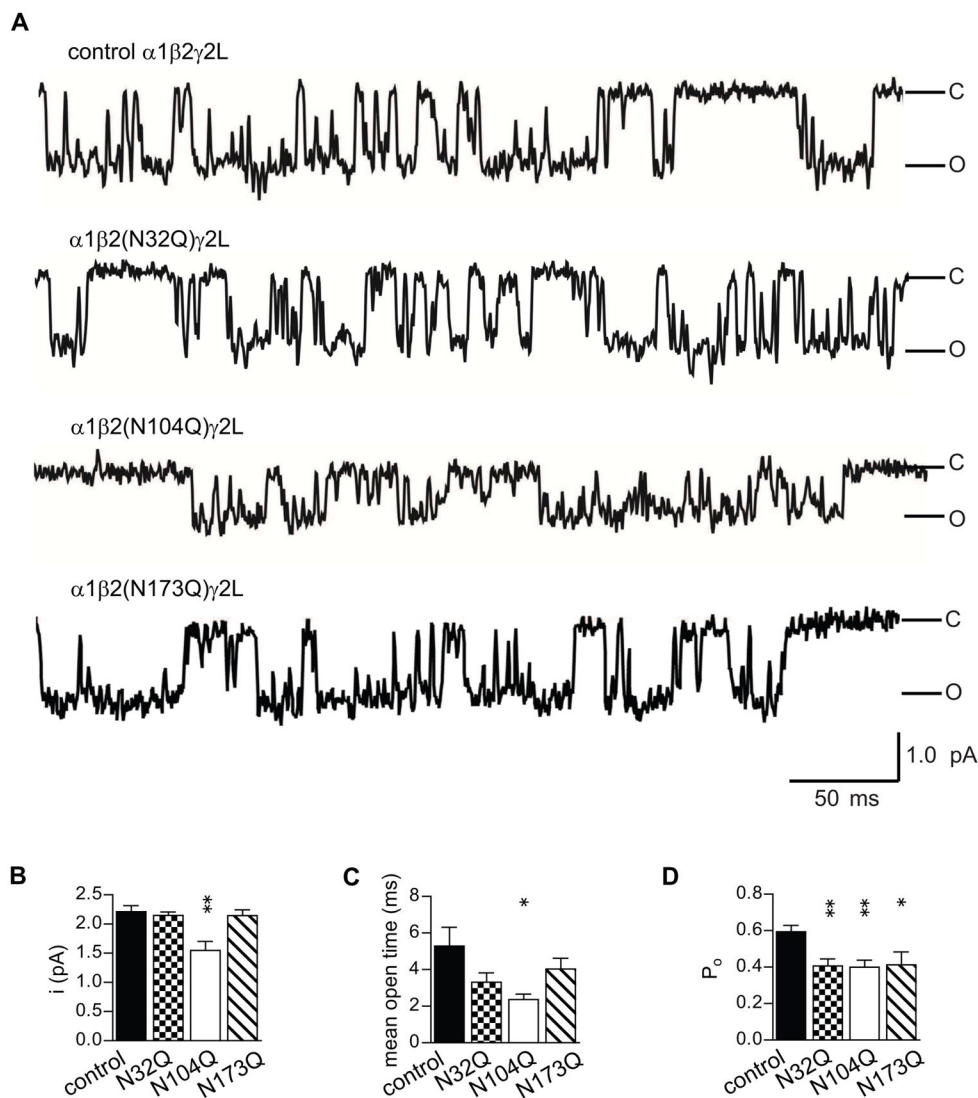 A
control α1β2γ2L
C
O
α1β2(N32Q)γ2L
C
O
α1β2(N104Q)γ2L
C
O
α1β2(N173Q)γ2L
C
O
1.0 pA
50 ms
B
i (pA)
2.5
2.0
1.5
1.0
0.5
0.0
**
control
N32Q
N104Q
N173Q
C
mean open time (ms)
8
6
4
2
0
*
control
N32Q
N104Q
N173Q
D
Po
0.8
0.6
0.4
0.2
0.0
**
**
*
control
N32Q
N104Q
N173Q